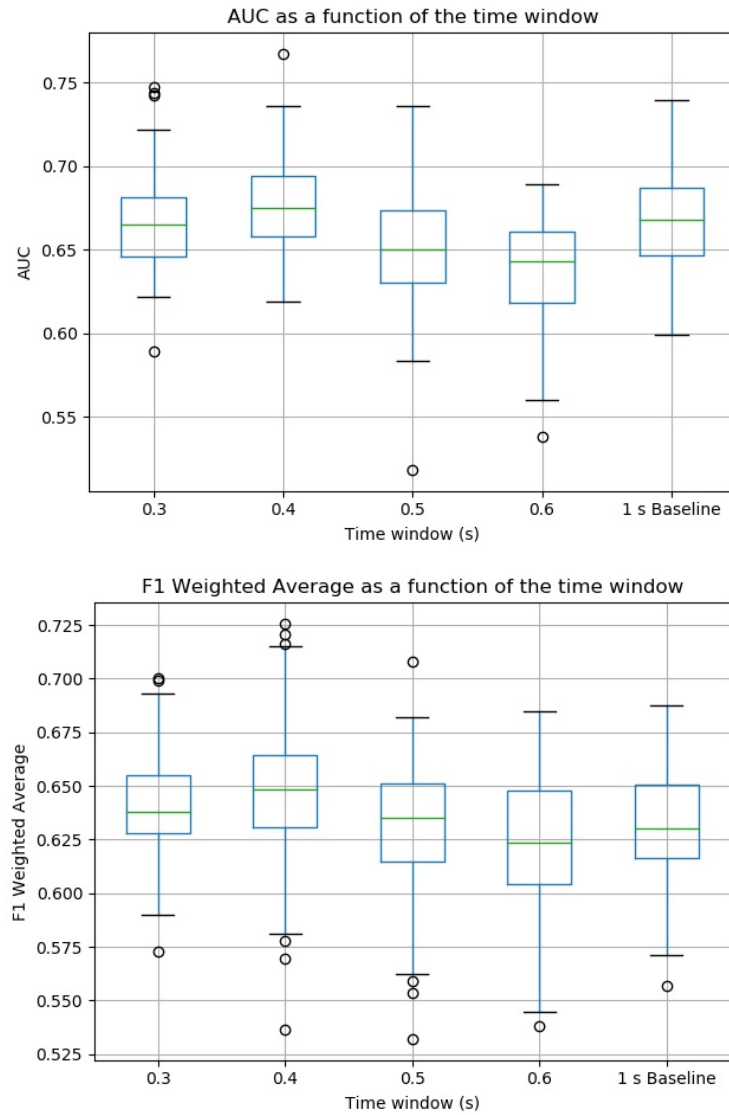 AUC as a function of the time window
0.75
0.70
0.65
0.60
0.55
AUC
0.3 0.4 0.5 0.6 1 s Baseline
Time window (s)
F1 Weighted Average as a function of the time window
0.725
0.700
0.675
0.650
0.625
0.600
0.575
0.550
0.525
F1 Weighted Average
0.3 0.4 0.5 0.6 1 s Baseline
Time window (s)